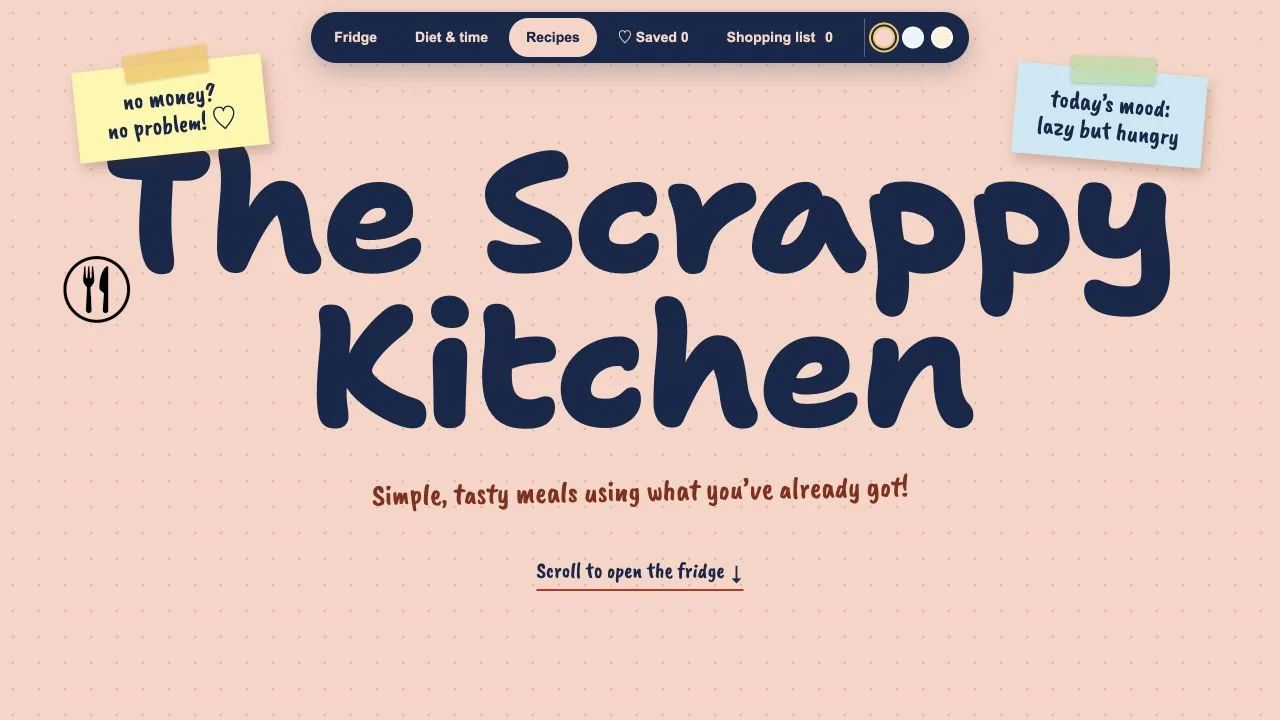 Fridge
Diet & time
Recipes
♡ Saved 0
Shopping list 0
no money?
no problem! ♡
today’s mood:
lazy but hungry
The Scrappy
Kitchen
Simple, tasty meals using what you’ve already got!
Scroll to open the fridge ↓